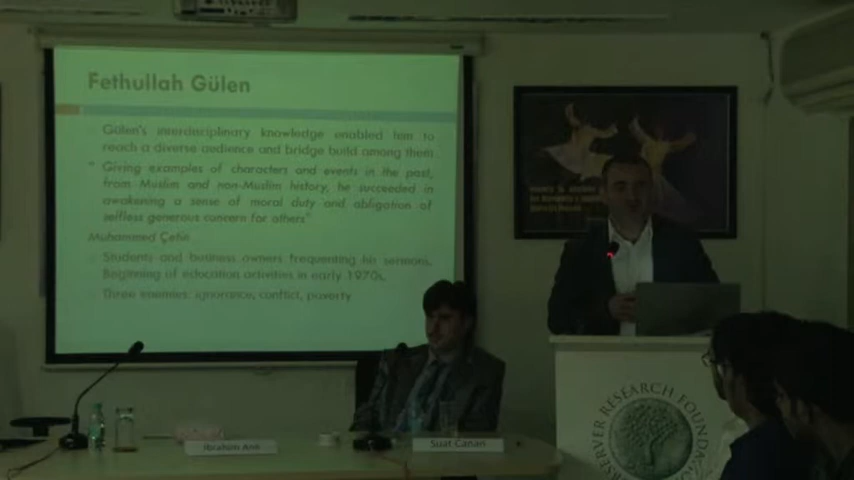 Fethullah Gülen
Gülen's interdisciplinary knowledge enabled him to
reach a diverse audience and bridge build among them
" Giving examples of characters and events in the past,
from Muslim and non-Muslim history, he succeeded in
awakening a sense of moral duty and obligation of
selfless generous concern for others"
Muhammed Çetin
Students and business owners frequenting his sermons.
Beginning of education activities in early 1970s.
Three enemies: ignorance, conflict, poverty
Ibrahim Anli
Suat Canan
RESEARCH FOUNDA